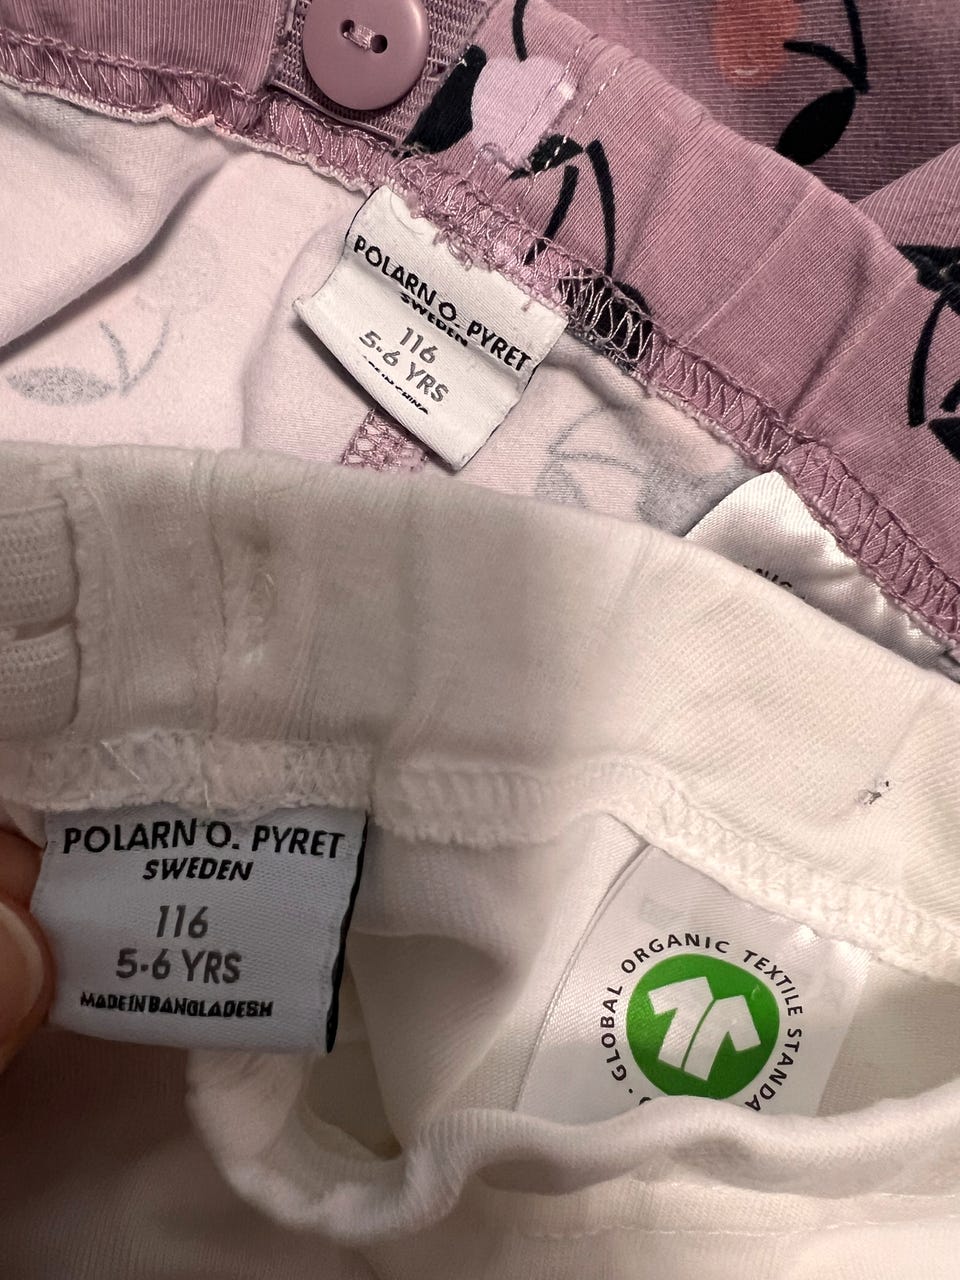 POLARN O. PYRET
SWEDEN
116
5-6 YRS
CHINA
POLARN O. PYRET
SWEDEN
116
5-6 YRS
MADE IN BANGLADESH
GLOBAL ORGANIC TEXTILE